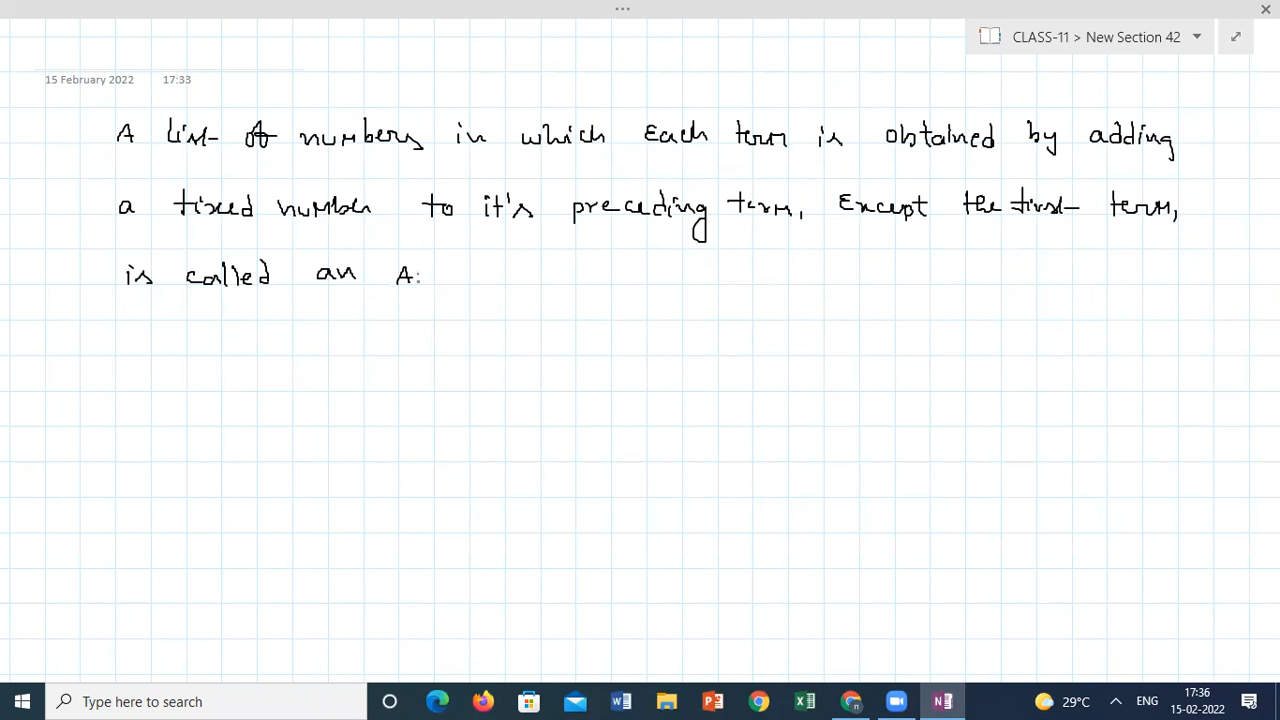 CLASS-11 > New Section 42
15 February 2022 17:33
A list of numbers in which Each term is obtained by adding
a fixed number to it's preceding term, Except the first term,
is called an A:
Type here to search
29°C ENG 17:36
15-02-2022